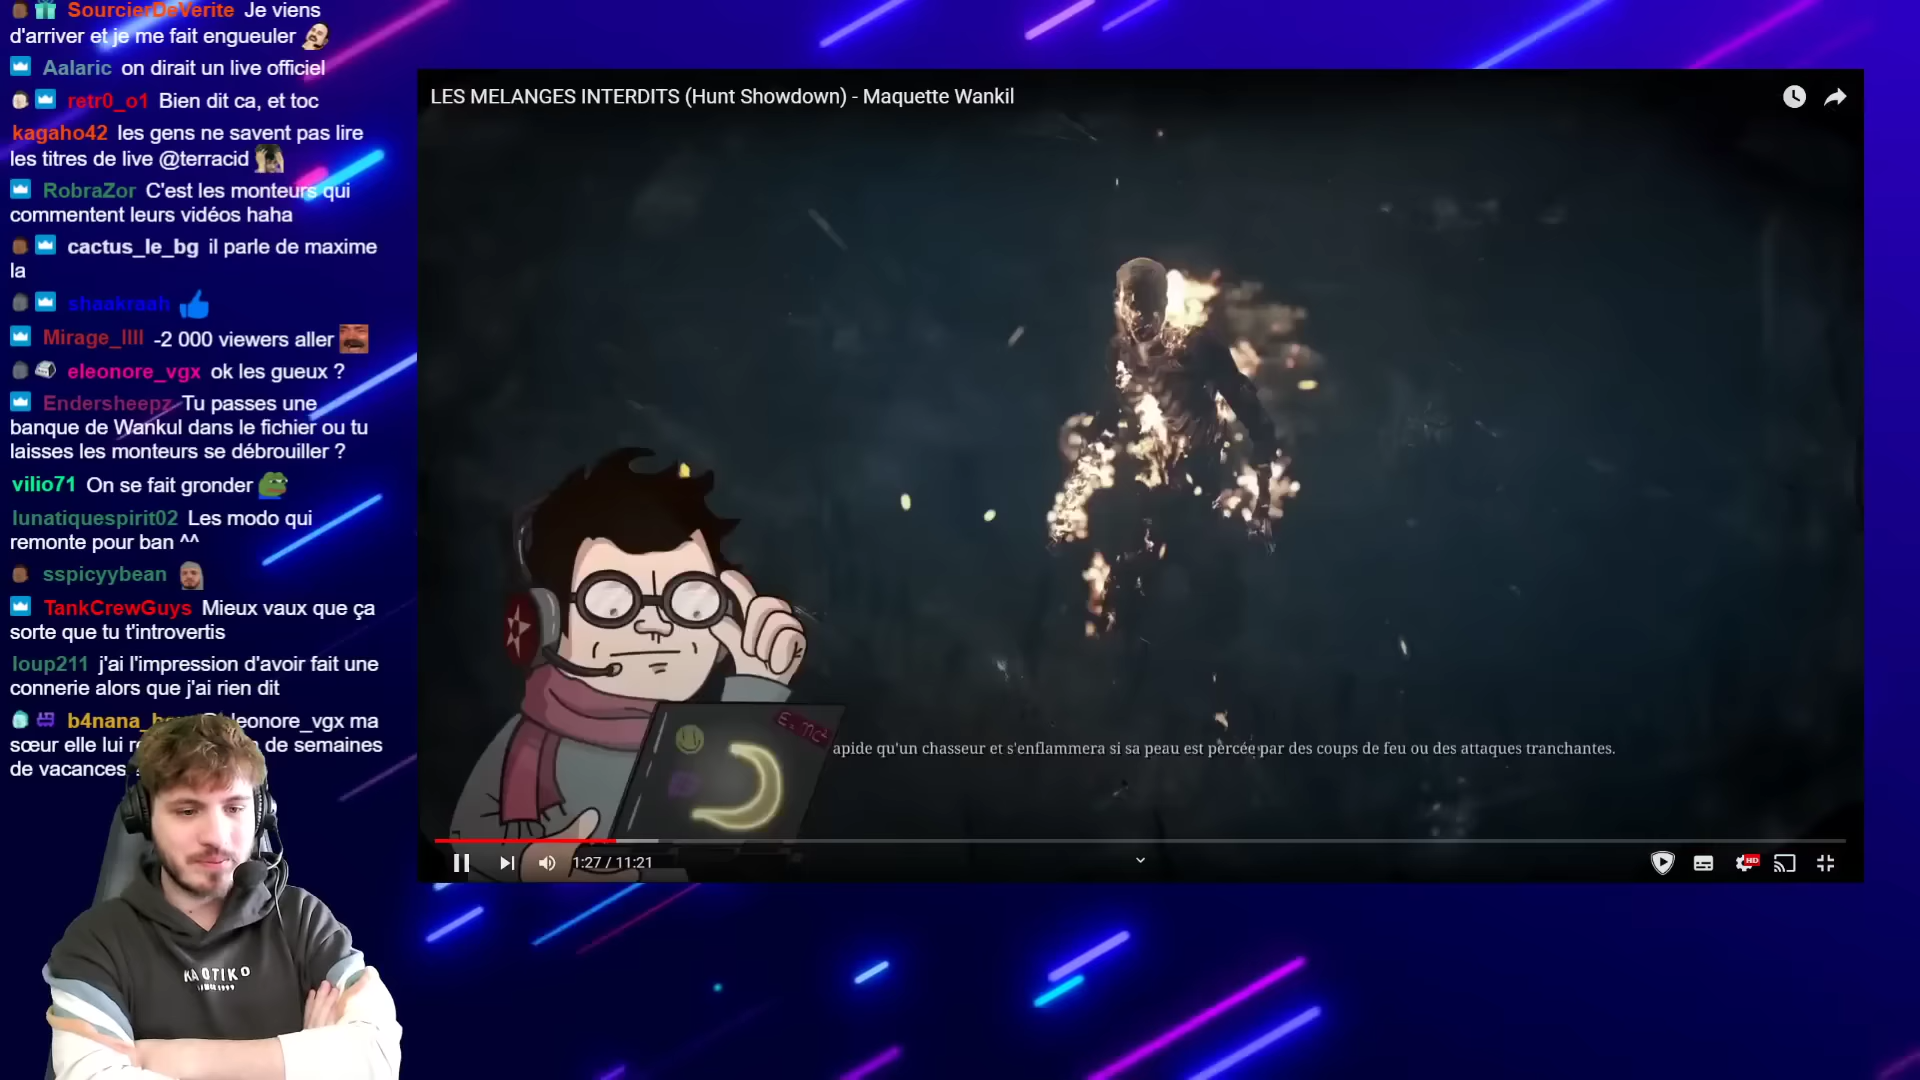 SourcierDeVerite Je viens
d'arriver et je me fait engueuler
Aalaric on dirait un live officiel
retr0_o1 Bien dit ca, et toc
kagaho42 les gens ne savent pas lire
les titres de live @terracid
RobraZor C'est les monteurs qui
commentent leurs vidéos haha
cactus_le_bg il parle de maxime
la
shaakraah
Mirage_llll -2 000 viewers aller
eleonore_vgx ok les gueux ?
Endersheepz Tu passes une
banque de Wankul dans le fichier ou tu
laisses les monteurs se débrouiller ?
vilio71 On se fait gronder
lunatiquespirit02 Les modo qui
remonte pour ban ^^
sspicyybean
TankCrewGuys Mieux vaux que ça
sorte que tu t'introvertis
loup211 j'ai l'impression d'avoir fait une
connerie alors que j'ai rien dit
ma
sœur elle lui de semaines
de vacances
KAOTIKO
SINCE 1999
LES MELANGES INTERDITS (Hunt Showdown) - Maquette Wankil
E=mc²
apide qu'un chasseur et s'enflammera si sa peau est percée par des coups de feu ou des attaques tranchantes.
1:27 / 11:21
HD